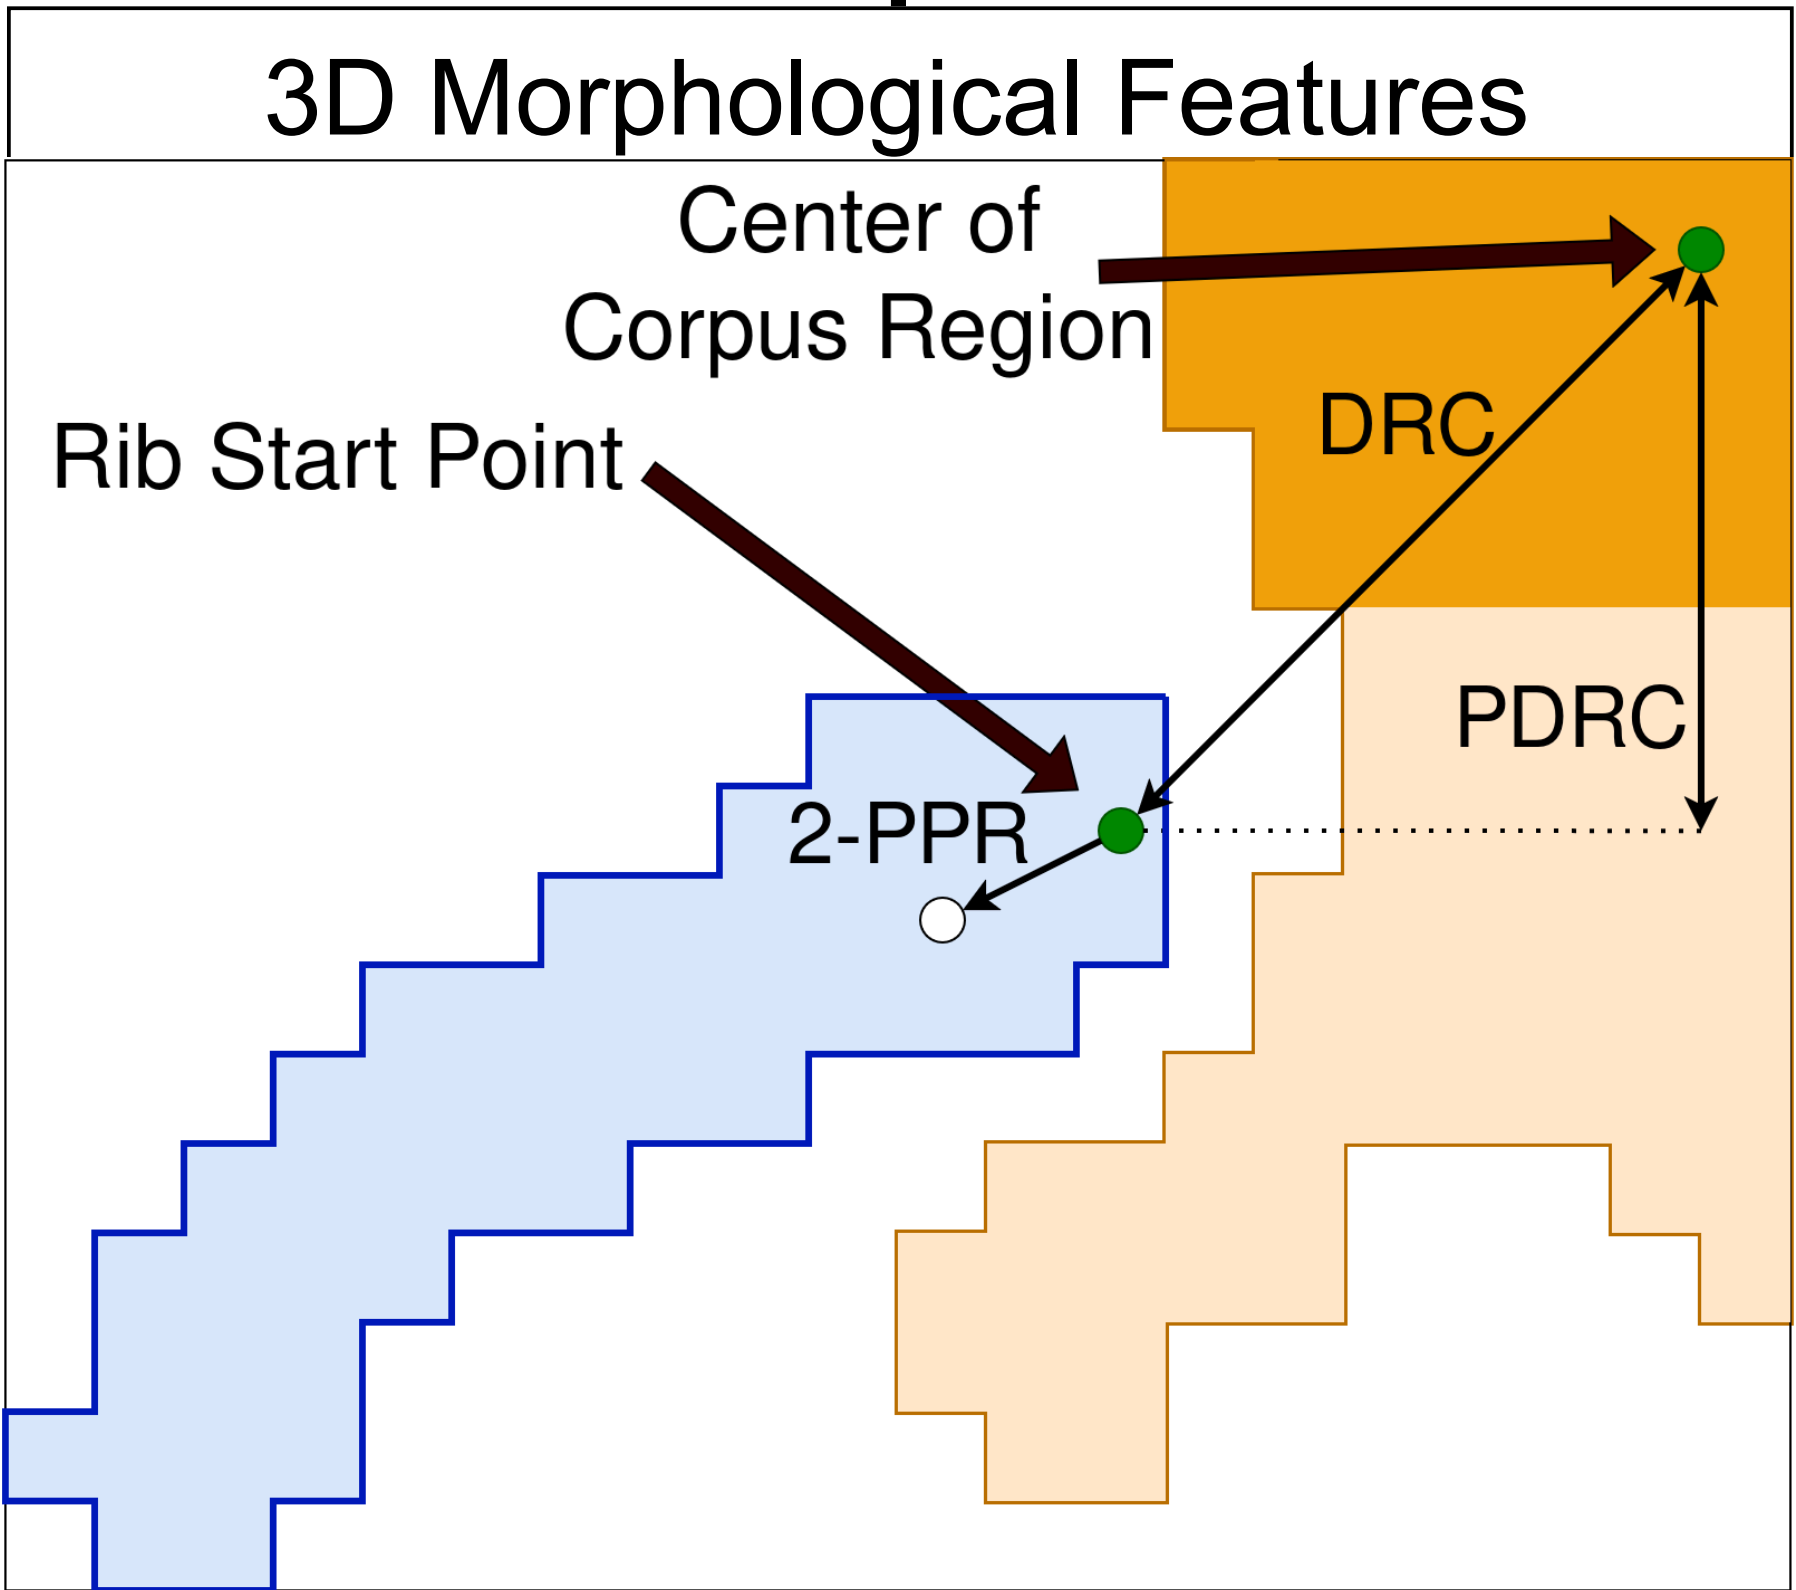 3D Morphological Features
Center of
Corpus Region
DRC
Rib Start Point
PDRC
2-PPR